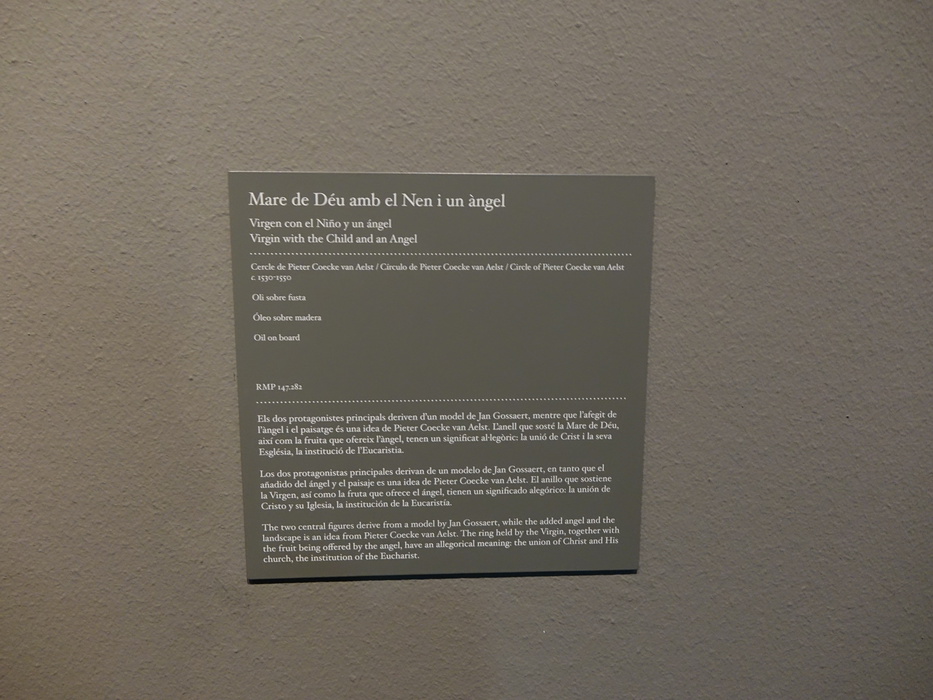 Mare de Déu amb el Nen i un àngel
Virgen con el Niño y un ángel
Virgin with the Child and an Angel
Cercle de Pieter Coecke van Aelst / Círculo de Pieter Coecke van Aelst / Circle of Pieter Coecke van Aelst
c. 1530-1550
Oli sobre fusta
Óleo sobre madera
Oil on board
RMP 147.282
Els dos protagonistes principals deriven d'un model de Jan Gossaert, mentre que l'afegit de
l'àngel i el paisatge és una idea de Pieter Coecke van Aelst. L'anell que sosté la Mare de Déu,
així com la fruita que ofereix l'àngel, tenen un significat al·legòric: la unió de Crist i la seva
Església, la institució de l'Eucaristia.
Los dos protagonistas principales derivan de un modelo de Jan Gossaert, en tanto que el
añadido del ángel y el paisaje es una idea de Pieter Coecke van Aelst. El anillo que sostiene
la Virgen, así como la fruta que ofrece el ángel, tienen un significado alegórico: la unión de
Cristo y su Iglesia, la institución de la Eucaristía.
The two central figures derive from a model by Jan Gossaert, while the added angel and the
landscape is an idea from Pieter Coecke van Aelst. The ring held by the Virgin, together with
the fruit being offered by the angel, have an allegorical meaning: the union of Christ and His
church, the institution of the Eucharist.